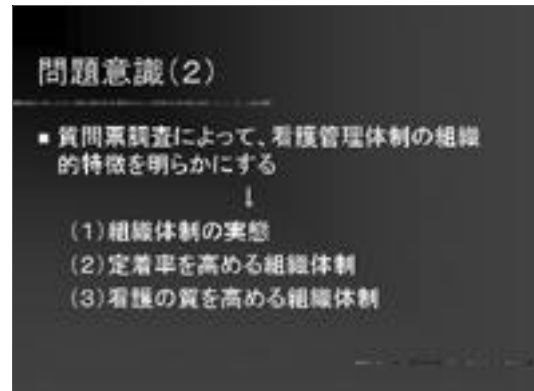 問題意識(2)
■ 質問票調査によって、看護管理体制の組織
的特徴を明らかにする
↓
(1)組織体制の実態
(2)定着率を高める組織体制
(3)看護の質を高める組織体制